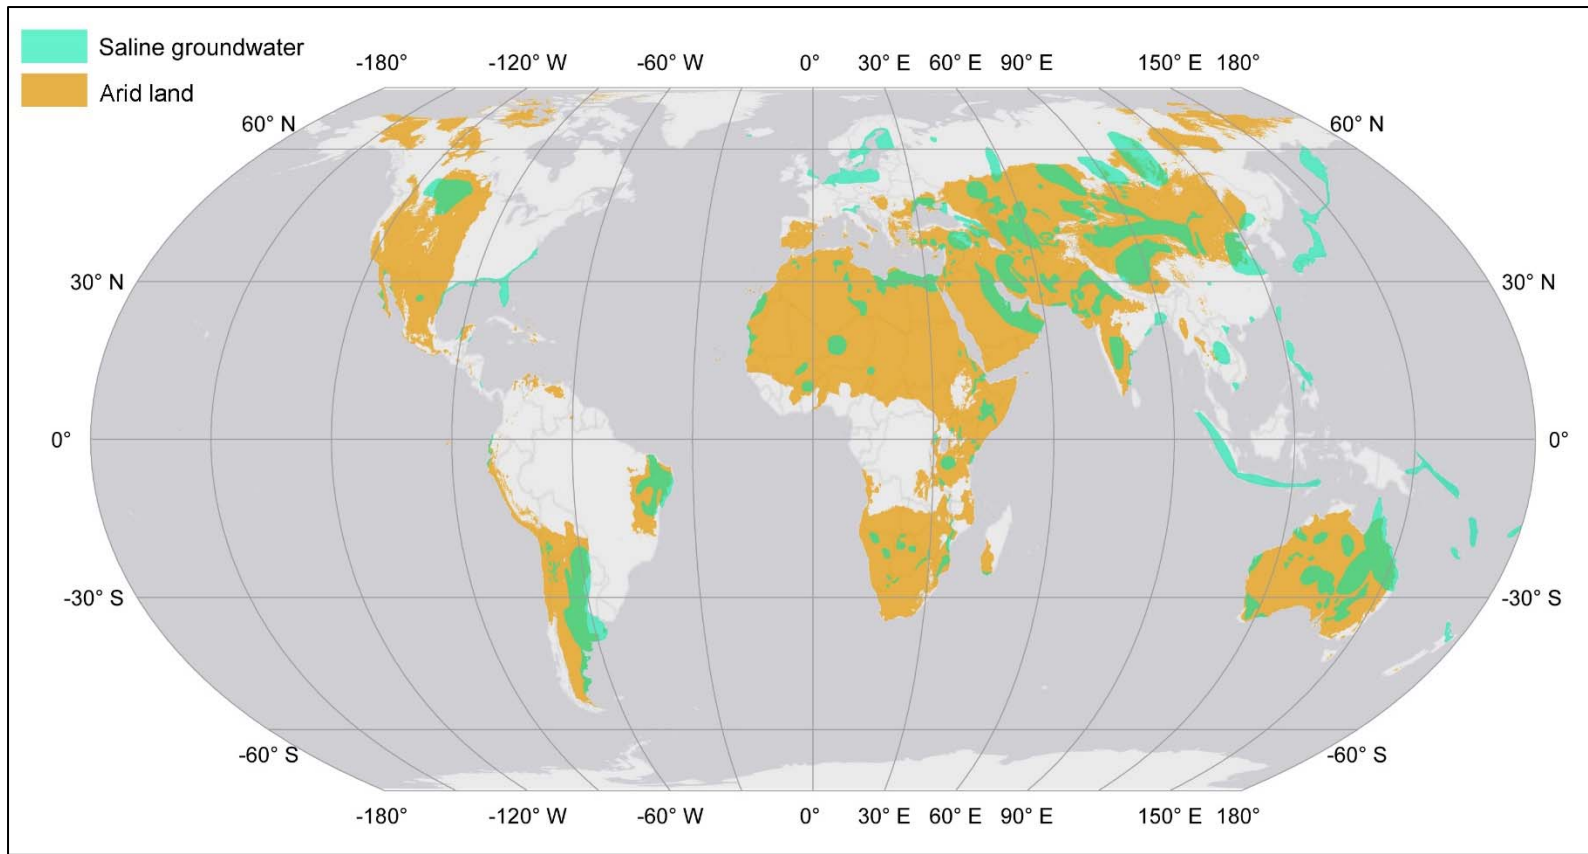 Saline groundwater
Arid land
-180° -120° W -60° W 0° 30° E 60° E 90° E 150° E 180°
60° N 60° N
30° N 30° N
0° 0°
-30° S -30° S
-60° S -60° S
-180° -120° W -60° W 0° 30° E 60° E 90° E 150° E 180°